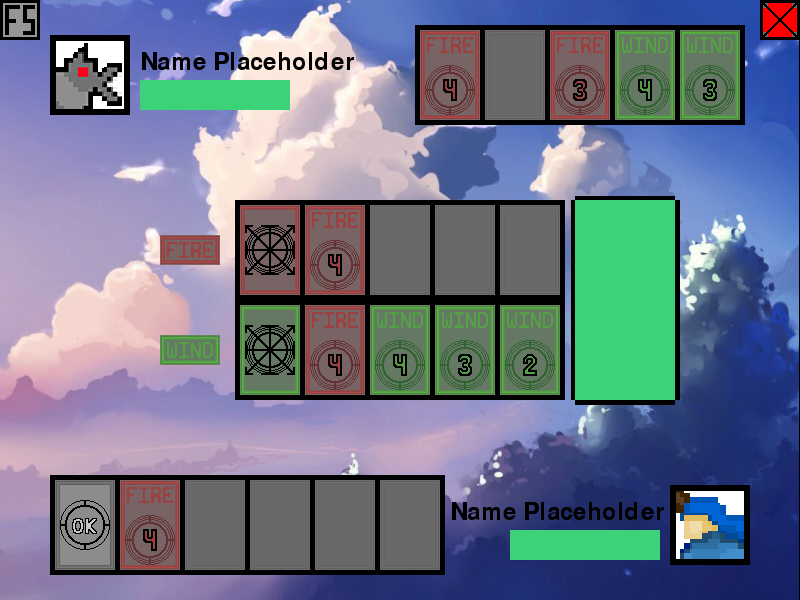 FS
Name Placeholder
FIRE FIRE WIND WIND
4 3 4 3
FIRE
FIRE
4
WIND
FIRE WIND WIND WIND
4 4 3 2
FIRE
OK 4
Name Placeholder